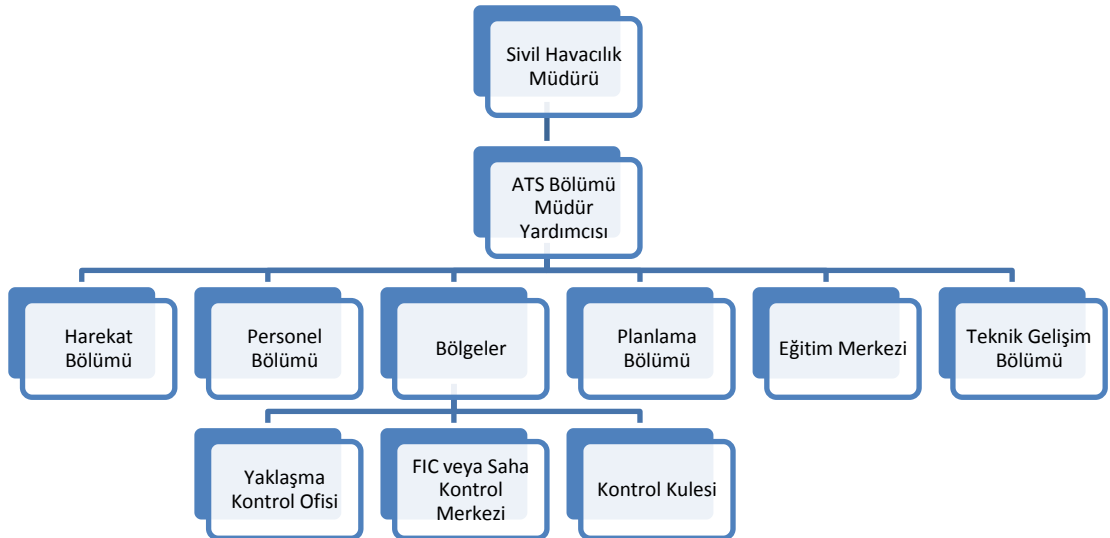 Sivil Havacılık
Müdürü
ATS Bölümü
Müdür
Yardımcısı
Harekat
Bölümü
Personel
Bölümü
Bölgeler
Planlama
Bölümü
Eğitim Merkezi
Teknik Gelişim
Bölümü
Yaklaşma
Kontrol Ofisi
FIC veya Saha
Kontrol
Merkezi
Kontrol Kulesi